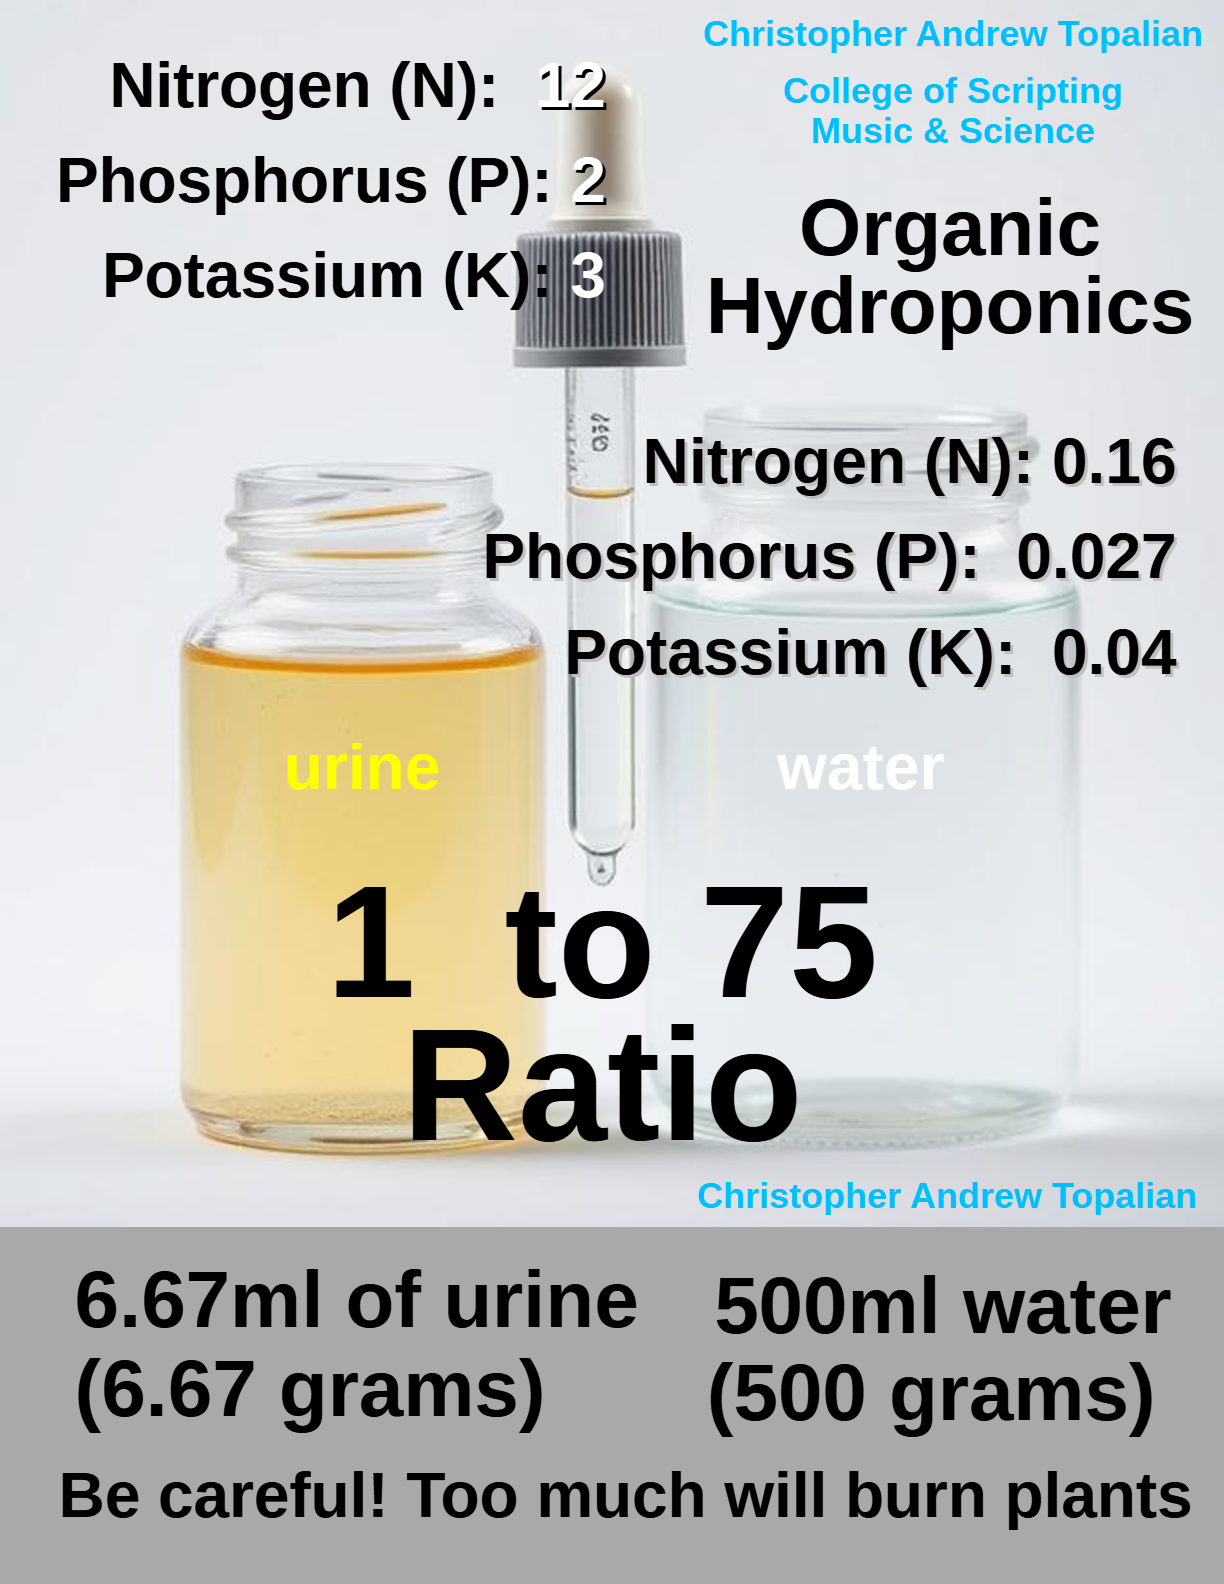 Christopher Andrew Topalian
College of Scripting
Music & Science
Nitrogen (N): 12
Phosphorus (P): 2
Potassium (K): 3
Organic
Hydroponics
Nitrogen (N): 0.16
Phosphorus (P): 0.027
Potassium (K): 0.04
urine
water
1 to 75
Ratio
Christopher Andrew Topalian
6.67ml of urine
(6.67 grams)
500ml water
(500 grams)
Be careful! Too much will burn plants